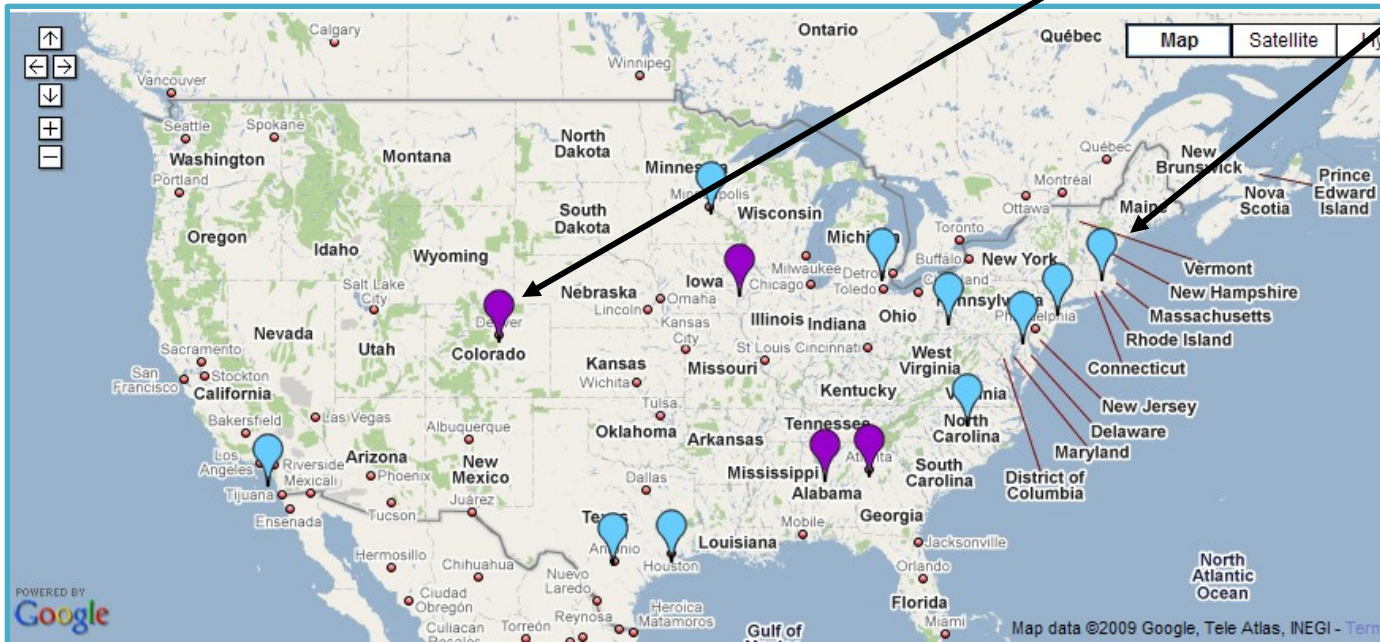 Calgary
Ontario
Québec
Map
Satellite
Winnipeg
Vancouver
Seattle
Spokane
Washington
Montana
North
Dakota
Portland
Minneapolis
Wisconsin
Québec
New
Brunswick
Prince
Edward
Island
Nova
Scotia
Montréal
Ottawa
Maine
Oregon
Idaho
Wyoming
South
Dakota
Toronto
Buffalo
New York
Vermont
New Hampshire
Massachusetts
Rhode Island
Connecticut
New Jersey
Delaware
Maryland
District of
Columbia
Salt Lake
City
Nebraska
Iowa
Omaha
Lincoln
Milwaukee
Chicago
Detroit
Toledo
Illinois
Indiana
Ohio
Philadelphia
Nevada
Utah
Denver
Colorado
Kansas
City
Kansas
Wichita
Missouri
St Louis
Cincinnati
West
Virginia
Kentucky
Sacramento
San
Francisco
Stockton
California
Las Vegas
Bakersfield
Albuquerque
Tulsa
Oklahoma
Arkansas
Tennessee
North
Carolina
Los
Angeles
Riverside
Mexicali
Arizona
Phoenix
New
Mexico
Dallas
Mississippi
Alabama
Atlanta
South
Carolina
Tijuana
Ensenada
Tucson
Juárez
Houston
Louisiana
Mobile
Georgia
Jacksonville
Hermosillo
Chihuahua
Ciudad
Obregón
Nuevo
Laredo
Reynosa
Heroica
Matamoros
Culiacan
Torreón
Orlando
Florida
Miami
Gulf of
North
Atlantic
Ocean
POWERED BY
Google
Map data ©2009 Google, Tele Atlas, INEGI -